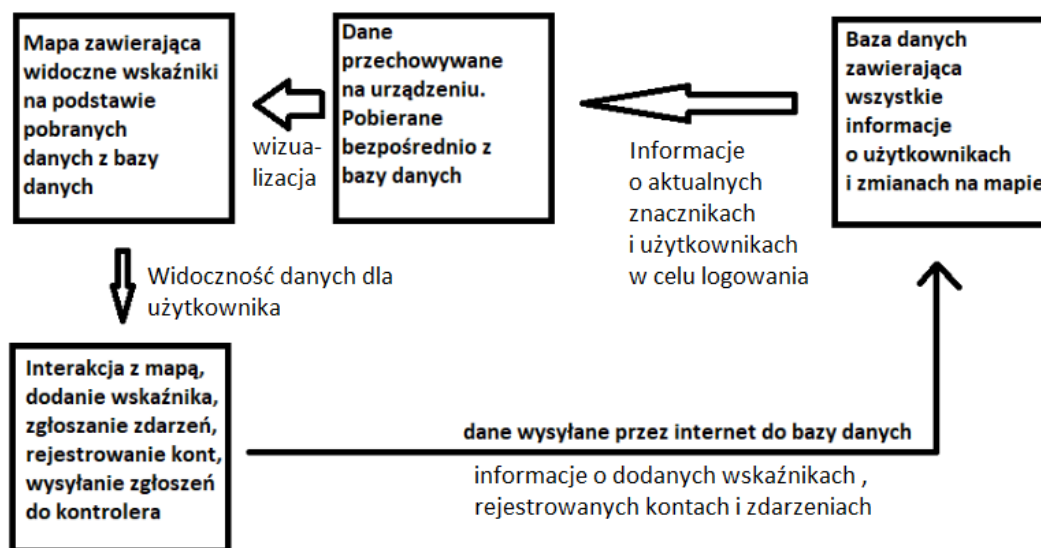 Mapa zawierająca
widoczne wskaźniki
na podstawie
pobranych
danych z bazy
danych
wizua-
lizacja
Dane
przechowywane
na urządzeniu.
Pobierane
bezpośrednio z
bazy danych
Informacje
o aktualnych
znacznikach
i użytkownikach
w celu logowania
Baza danych
zawierająca
wszystkie
informacje
o użytkownikach
i zmianach na mapie
Widoczność danych dla
użytkownika
Interakcja z mapą,
dodanie wskaźnika,
zgłoszanie zdarzeń,
rejestrowanie kont,
wysyłanie zgłoszeń
do kontrolera
dane wysyłane przez internet do bazy danych
informacje o dodanych wskaźnikach ,
rejestrowanych kontach i zdarzeniach